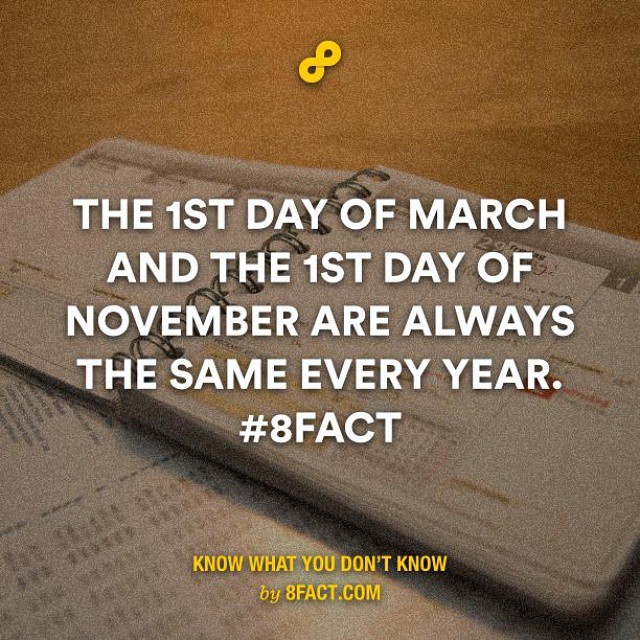 THE 1ST DAY OF MARCH
AND THE 1ST DAY OF
NOVEMBER ARE ALWAYS
THE SAME EVERY YEAR.
#8FACT
KNOW WHAT YOU DON'T KNOW
by 8FACT.COM